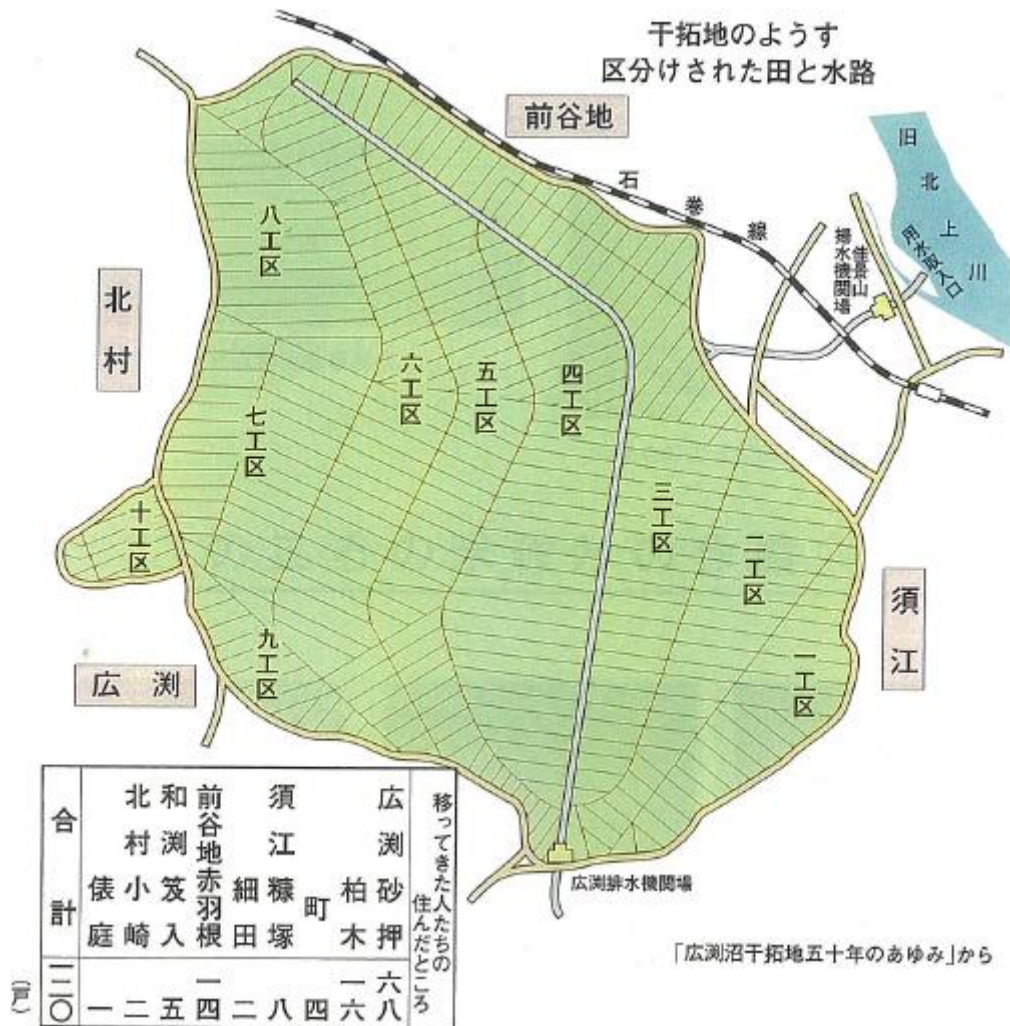 干拓地のようす
区分けされた田と水路
前谷地
石巻線
旧北上川
用水取入口
佳景山
揚水機関場
北村
八工区
七工区
六工区
五工区
四工区
三工区
二工区
一工区
十工区
九工区
須江
広渕
広渕排水機関場
移ってきた人たちの
住んだところ
広渕砂押 六八
柏木 一六
町 四
須江糠塚 八
細田 二
前谷地赤羽根 一四
和渕笈入 五
北村小崎 二
俵庭 一
合計 一二〇
(戸)
「広渕沼干拓地五十年のあゆみ」から